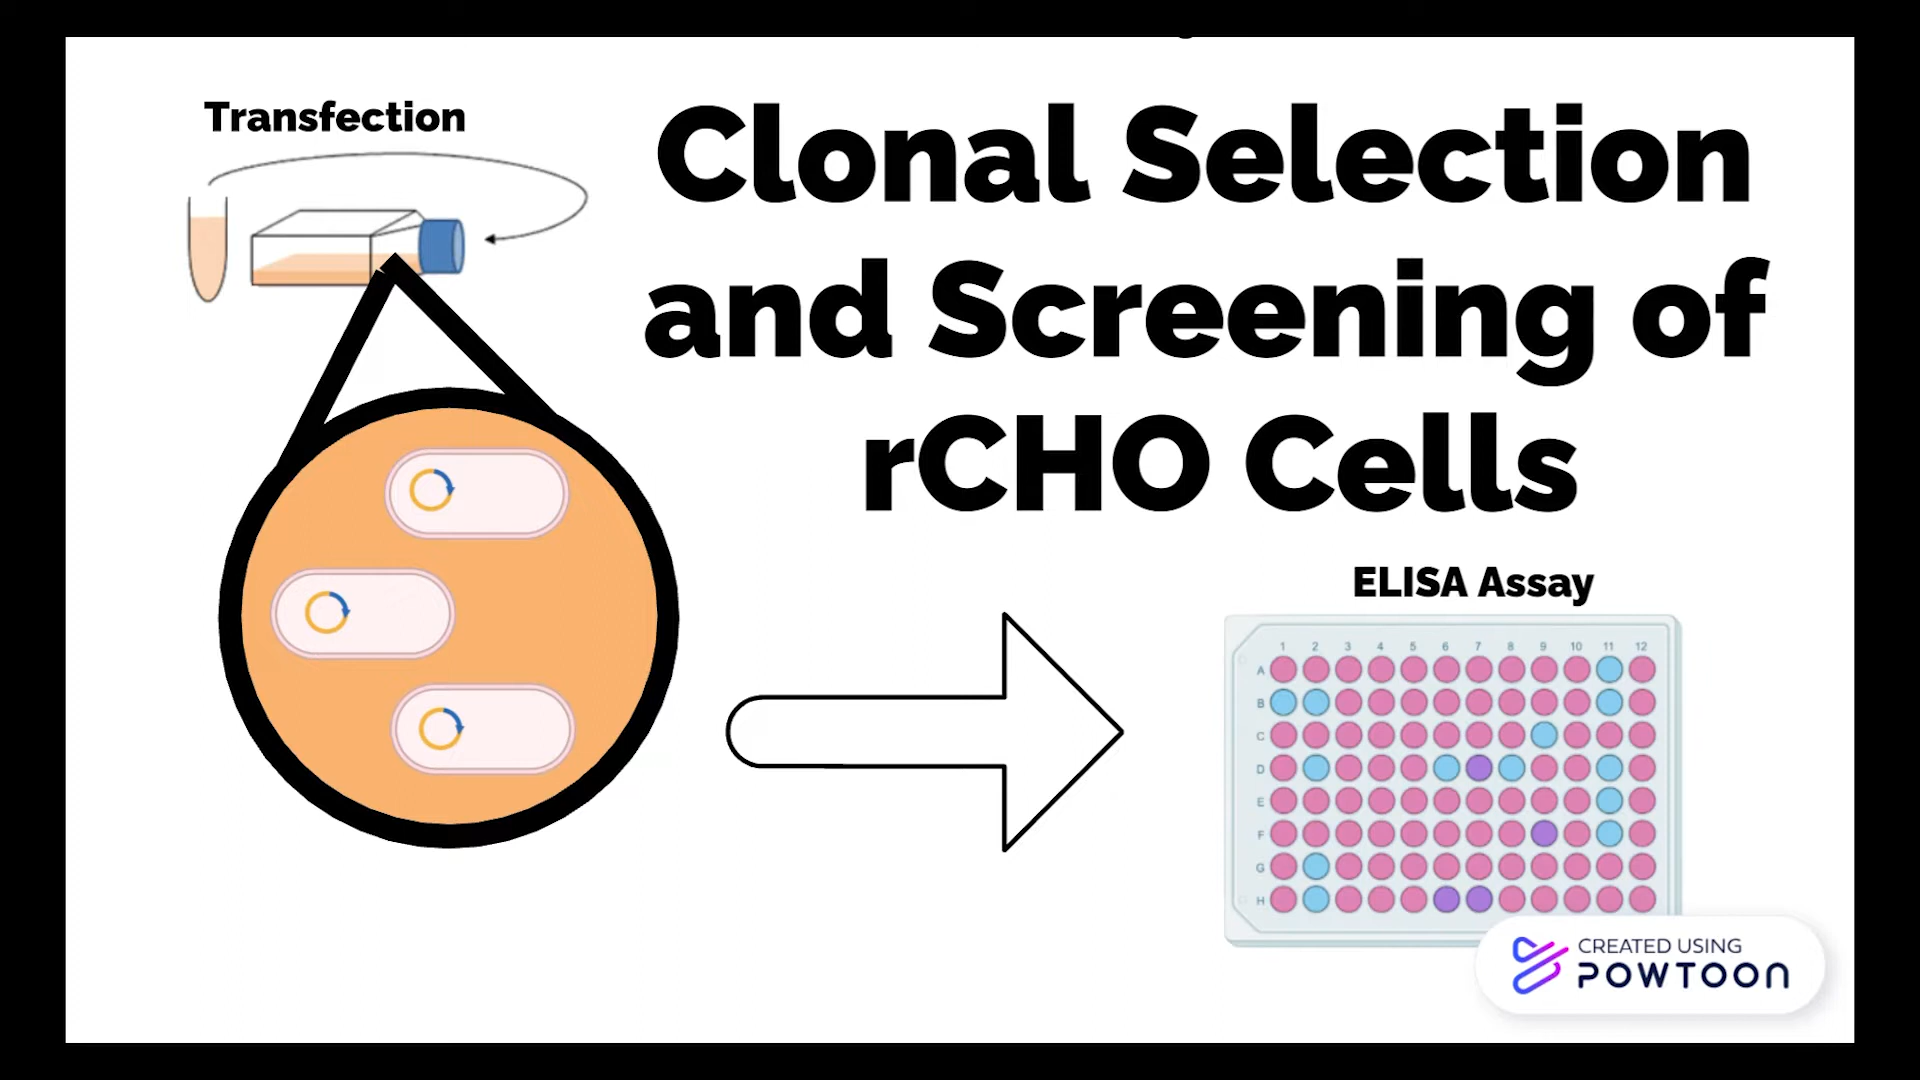 Transfection
Clonal Selection
and Screening of
rCHO Cells
ELISA Assay
1 2 3 4 5 6 7 8 9 10 11 12
A
B
C
D
E
F
G
H
CREATED USING
POWTOON